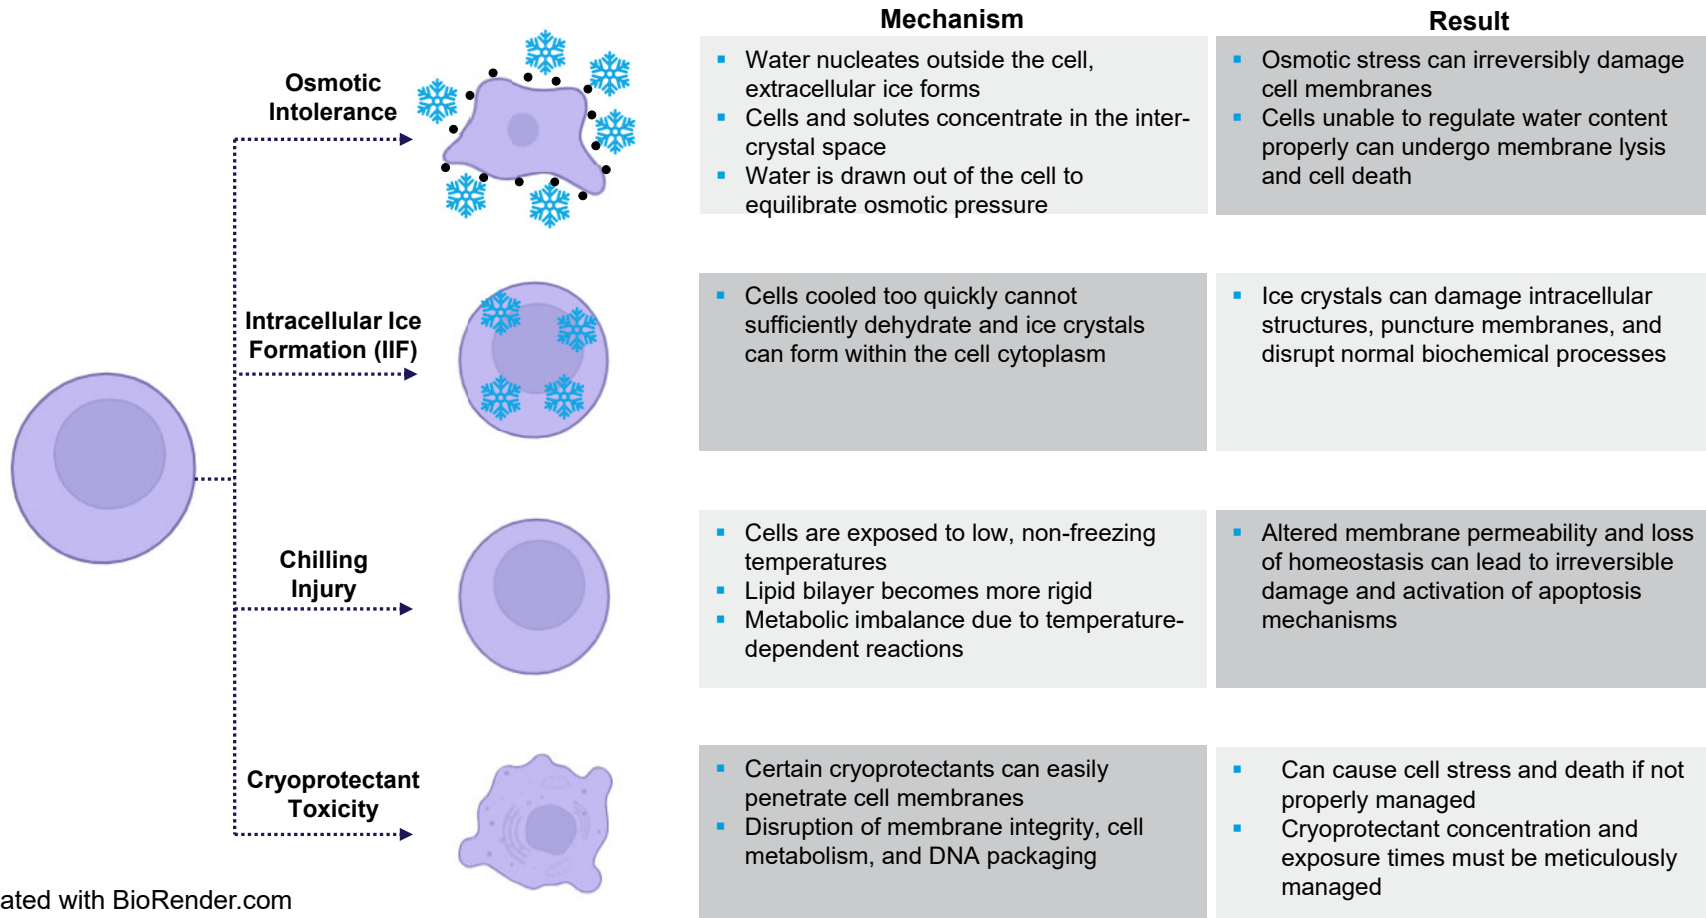 Mechanism
Result
Osmotic
Intolerance
▪ Water nucleates outside the cell,
extracellular ice forms
▪ Cells and solutes concentrate in the inter-
crystal space
▪ Water is drawn out of the cell to
equilibrate osmotic pressure
▪ Osmotic stress can irreversibly damage
cell membranes
▪ Cells unable to regulate water content
properly can undergo membrane lysis
and cell death
Intracellular Ice
Formation (IIF)
▪ Cells cooled too quickly cannot
sufficiently dehydrate and ice crystals
can form within the cell cytoplasm
▪ Ice crystals can damage intracellular
structures, puncture membranes, and
disrupt normal biochemical processes
Chilling
Injury
▪ Cells are exposed to low, non-freezing
temperatures
▪ Lipid bilayer becomes more rigid
▪ Metabolic imbalance due to temperature-
dependent reactions
▪ Altered membrane permeability and loss
of homeostasis can lead to irreversible
damage and activation of apoptosis
mechanisms
Cryoprotectant
Toxicity
▪ Certain cryoprotectants can easily
penetrate cell membranes
▪ Disruption of membrane integrity, cell
metabolism, and DNA packaging
▪ Can cause cell stress and death if not
properly managed
▪ Cryoprotectant concentration and
exposure times must be meticulously
managed
ated with BioRender.com